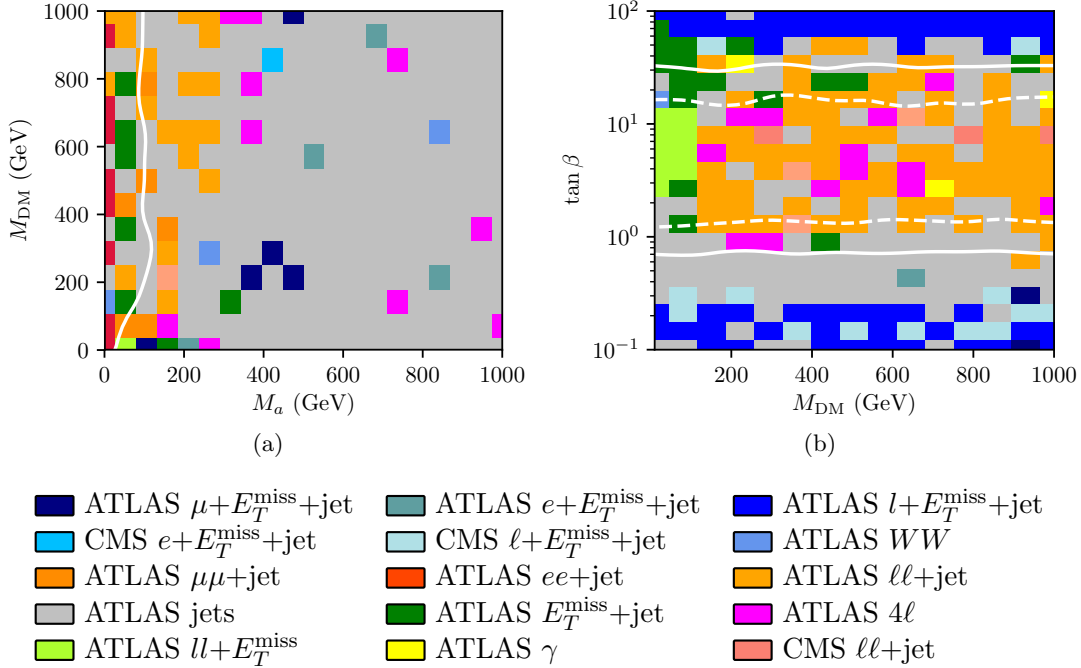 1000
800
600
400
200
0
M_DM (GeV)
0 200 400 600 800 1000
M_a (GeV)
(a)
10^2
10^1
10^0
10^−1
tan β
200 400 600 800 1000
M_DM (GeV)
(b)
ATLAS μ+E_T^miss+jet ATLAS e+E_T^miss+jet ATLAS l+E_T^miss+jet
CMS e+E_T^miss+jet CMS ℓ+E_T^miss+jet ATLAS WW
ATLAS μμ+jet ATLAS ee+jet ATLAS ℓℓ+jet
ATLAS jets ATLAS E_T^miss+jet ATLAS 4ℓ
ATLAS ll+E_T^miss ATLAS γ CMS ℓℓ+jet